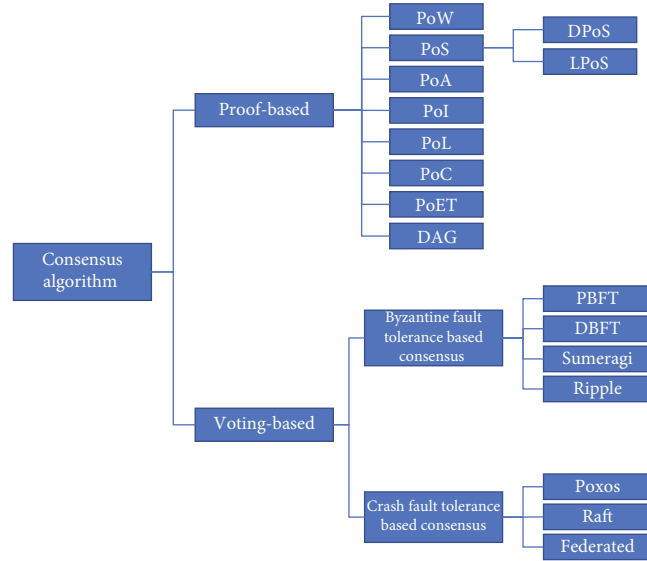 Consensus
algorithm
Proof-based
PoW
PoS
DPoS
LPoS
PoA
PoI
PoL
PoC
PoET
DAG
Voting-based
Byzantine fault
tolerance based
consensus
PBFT
DBFT
Sumeragi
Ripple
Crash fault tolerance
based consensus
Poxos
Raft
Federated